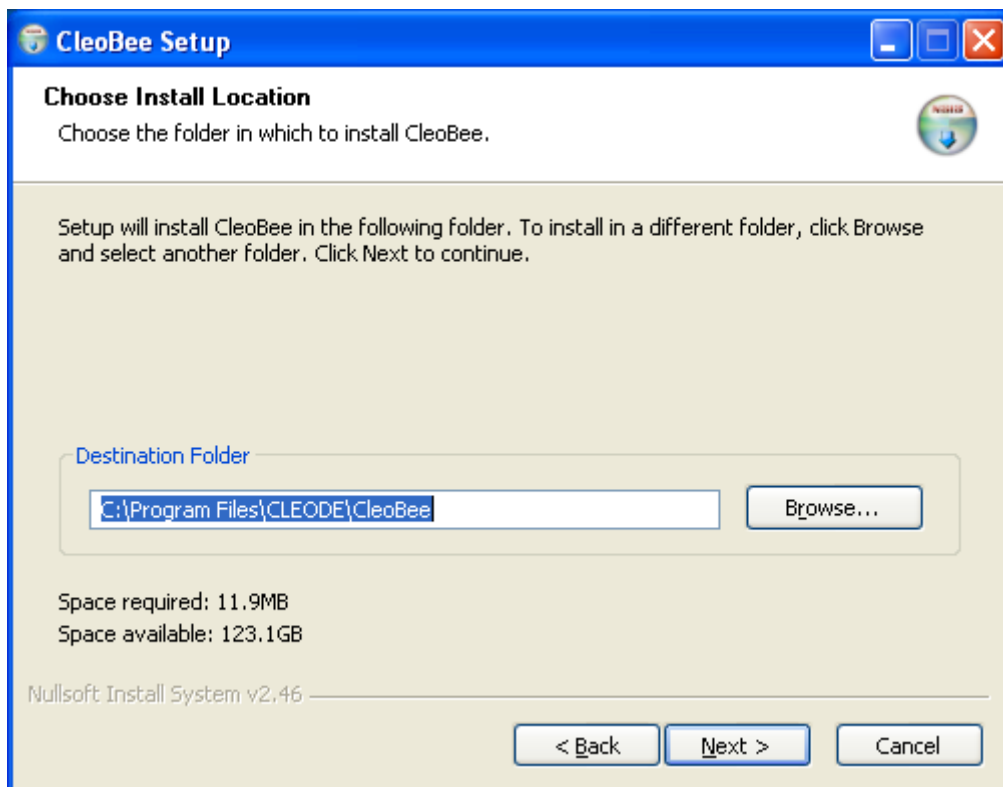 CleoBee Setup
Choose Install Location
Choose the folder in which to install CleoBee.
Setup will install CleoBee in the following folder. To install in a different folder, click Browse
and select another folder. Click Next to continue.
Destination Folder
C:\Program Files\CLEODE\CleoBee
Browse...
Space required: 11.9MB
Space available: 123.1GB
Nullsoft Install System v2.46
< Back
Next >
Cancel